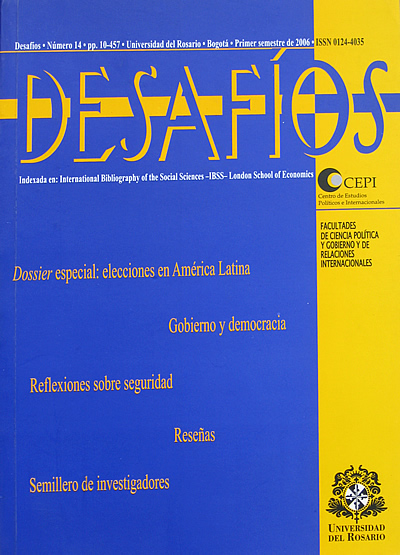 Desafíos • Número 14 • pp. 10-457 • Universidad del Rosario • Bogotá • Primer semestre de 2006 • ISSN 0124-4035
DESAFÍOS
Indexada en: International Bibliography of the Social Sciences –IBSS– London School of Economics
CEPI
Centro de Estudios
Políticos e Internacionales
FACULTADES
DE CIENCIA POLÍTICA
Y GOBIERNO Y DE
RELACIONES
INTERNACIONALES
Dossier especial: elecciones en América Latina
Gobierno y democracia
Reflexiones sobre seguridad
Reseñas
Semillero de investigadores
UNIVERSIDAD
DEL ROSARIO